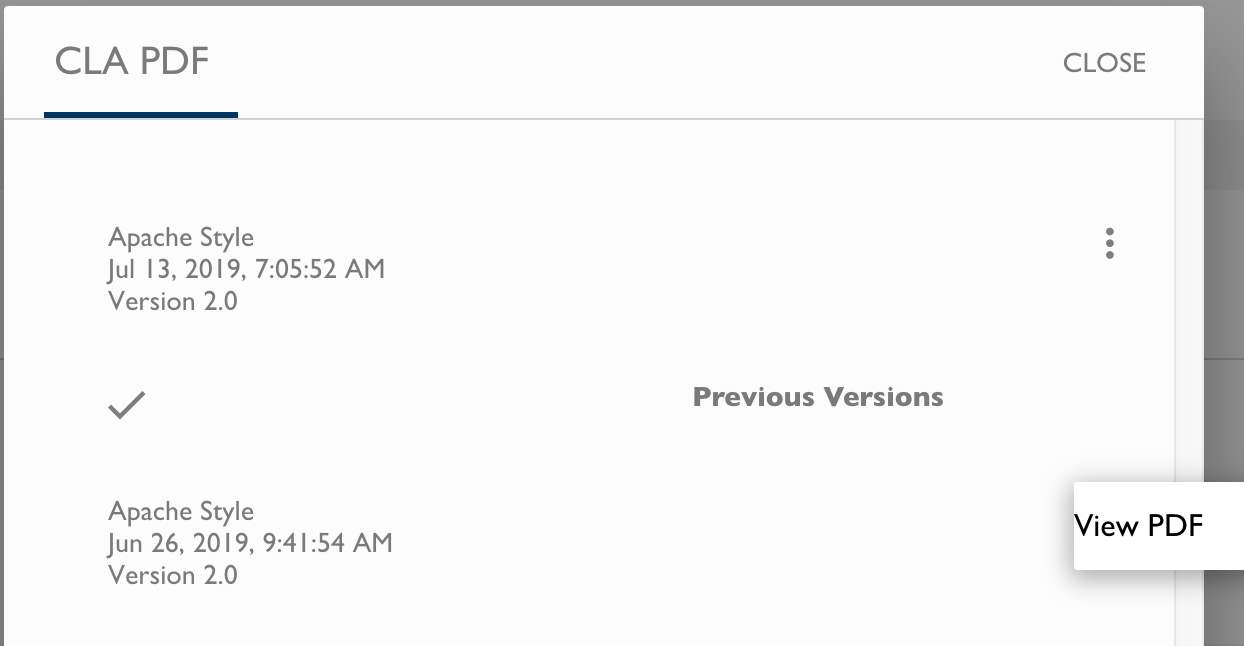 CLA PDF
CLOSE
Apache Style
Jul 13, 2019, 7:05:52 AM
Version 2.0
Previous Versions
Apache Style
Jun 26, 2019, 9:41:54 AM
Version 2.0
View PDF